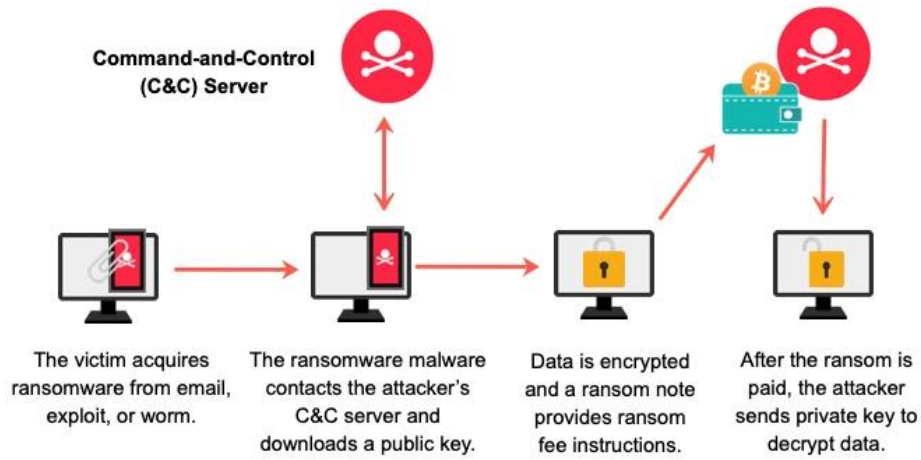 Command-and-Control
(C&C) Server
The victim acquires
ransomware from email,
exploit, or worm.
The ransomware malware
contacts the attacker's
C&C server and
downloads a public key.
Data is encrypted
and a ransom note
provides ransom
fee instructions.
After the ransom is
paid, the attacker
sends private key to
decrypt data.